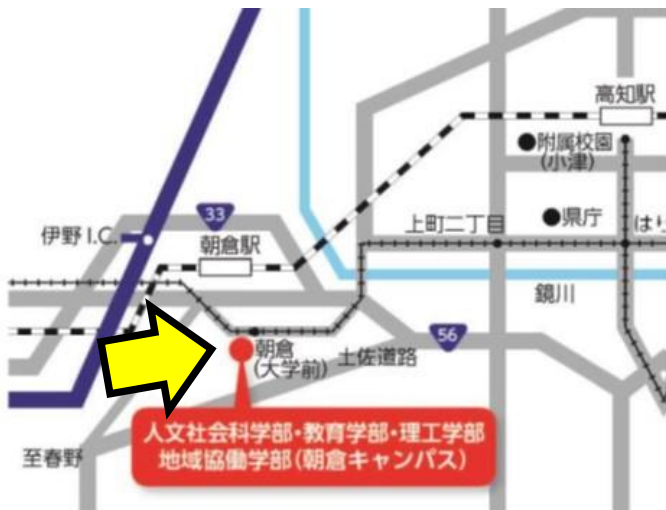 高知駅
附属校園
(小津)
33
伊野 I.C.
朝倉駅
上町二丁目
県庁
はり
鏡川
56
朝倉
(大学前)
土佐道路
人文社会科学部・教育学部・理工学部
地域協働学部(朝倉キャンパス)
至春野